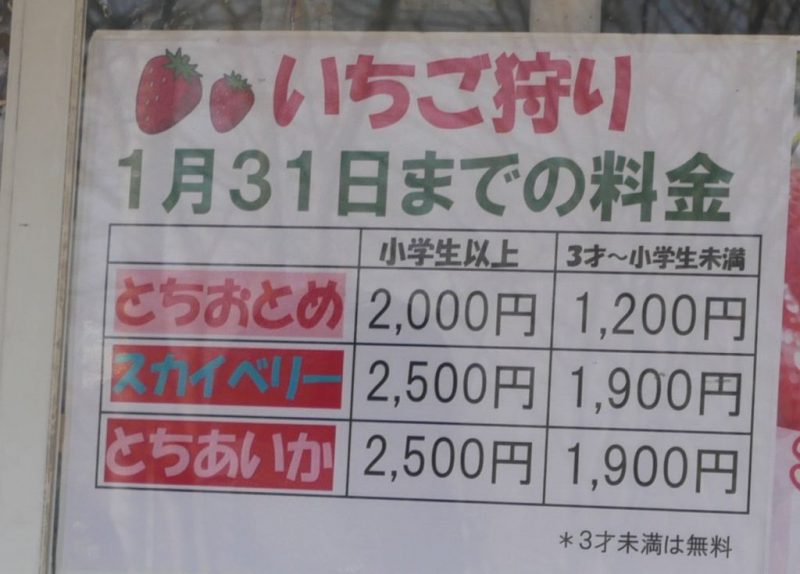 いちご狩り
1月31日までの料金
小学生以上 3才～小学生未満
とちおとめ 2,000円 1,200円
スカイベリー 2,500円 1,900円
とちあいか 2,500円 1,900円
＊3才未満は無料